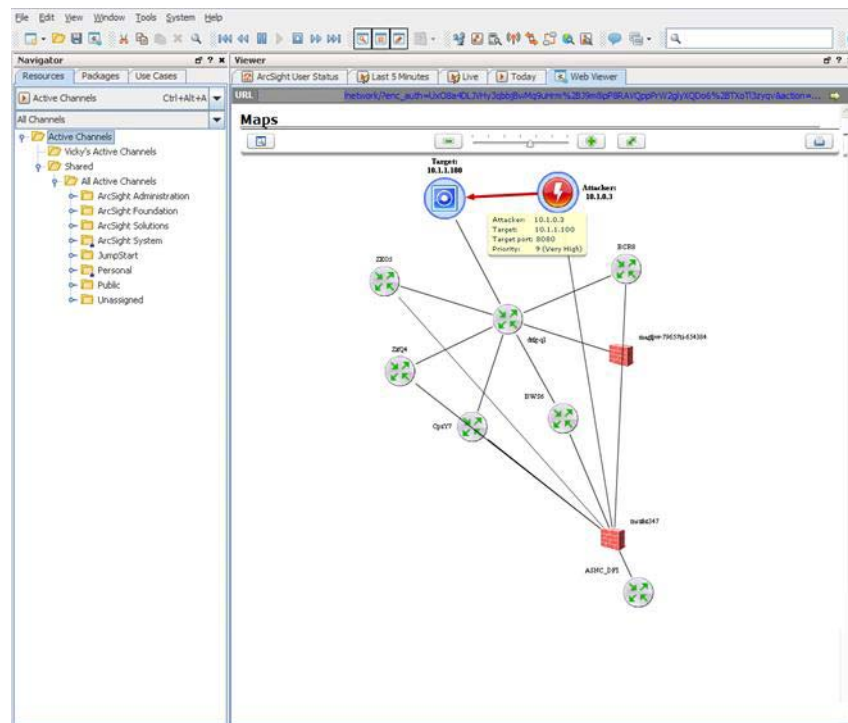 File Edit View Window Tools System Help
Navigator
Viewer
Resources Packages Use Cases
ArcSight User Status Last 5 Minutes Live Today Web Viewer
Active Channels Ctrl+Alt+A
URL
All Channels
Maps
Active Channels
Vicky's Active Channels
Shared
All Active Channels
ArcSight Administration
ArcSight Foundation
ArcSight Solutions
ArcSight System
JumpStart
Personal
Public
Unassigned
Target:
10.1.1.100
Attacker:
10.1.0.3
Attacker: 10.1.0.3
Target: 10.1.1.100
Target port: 8080
Priority: 9 (Very High)